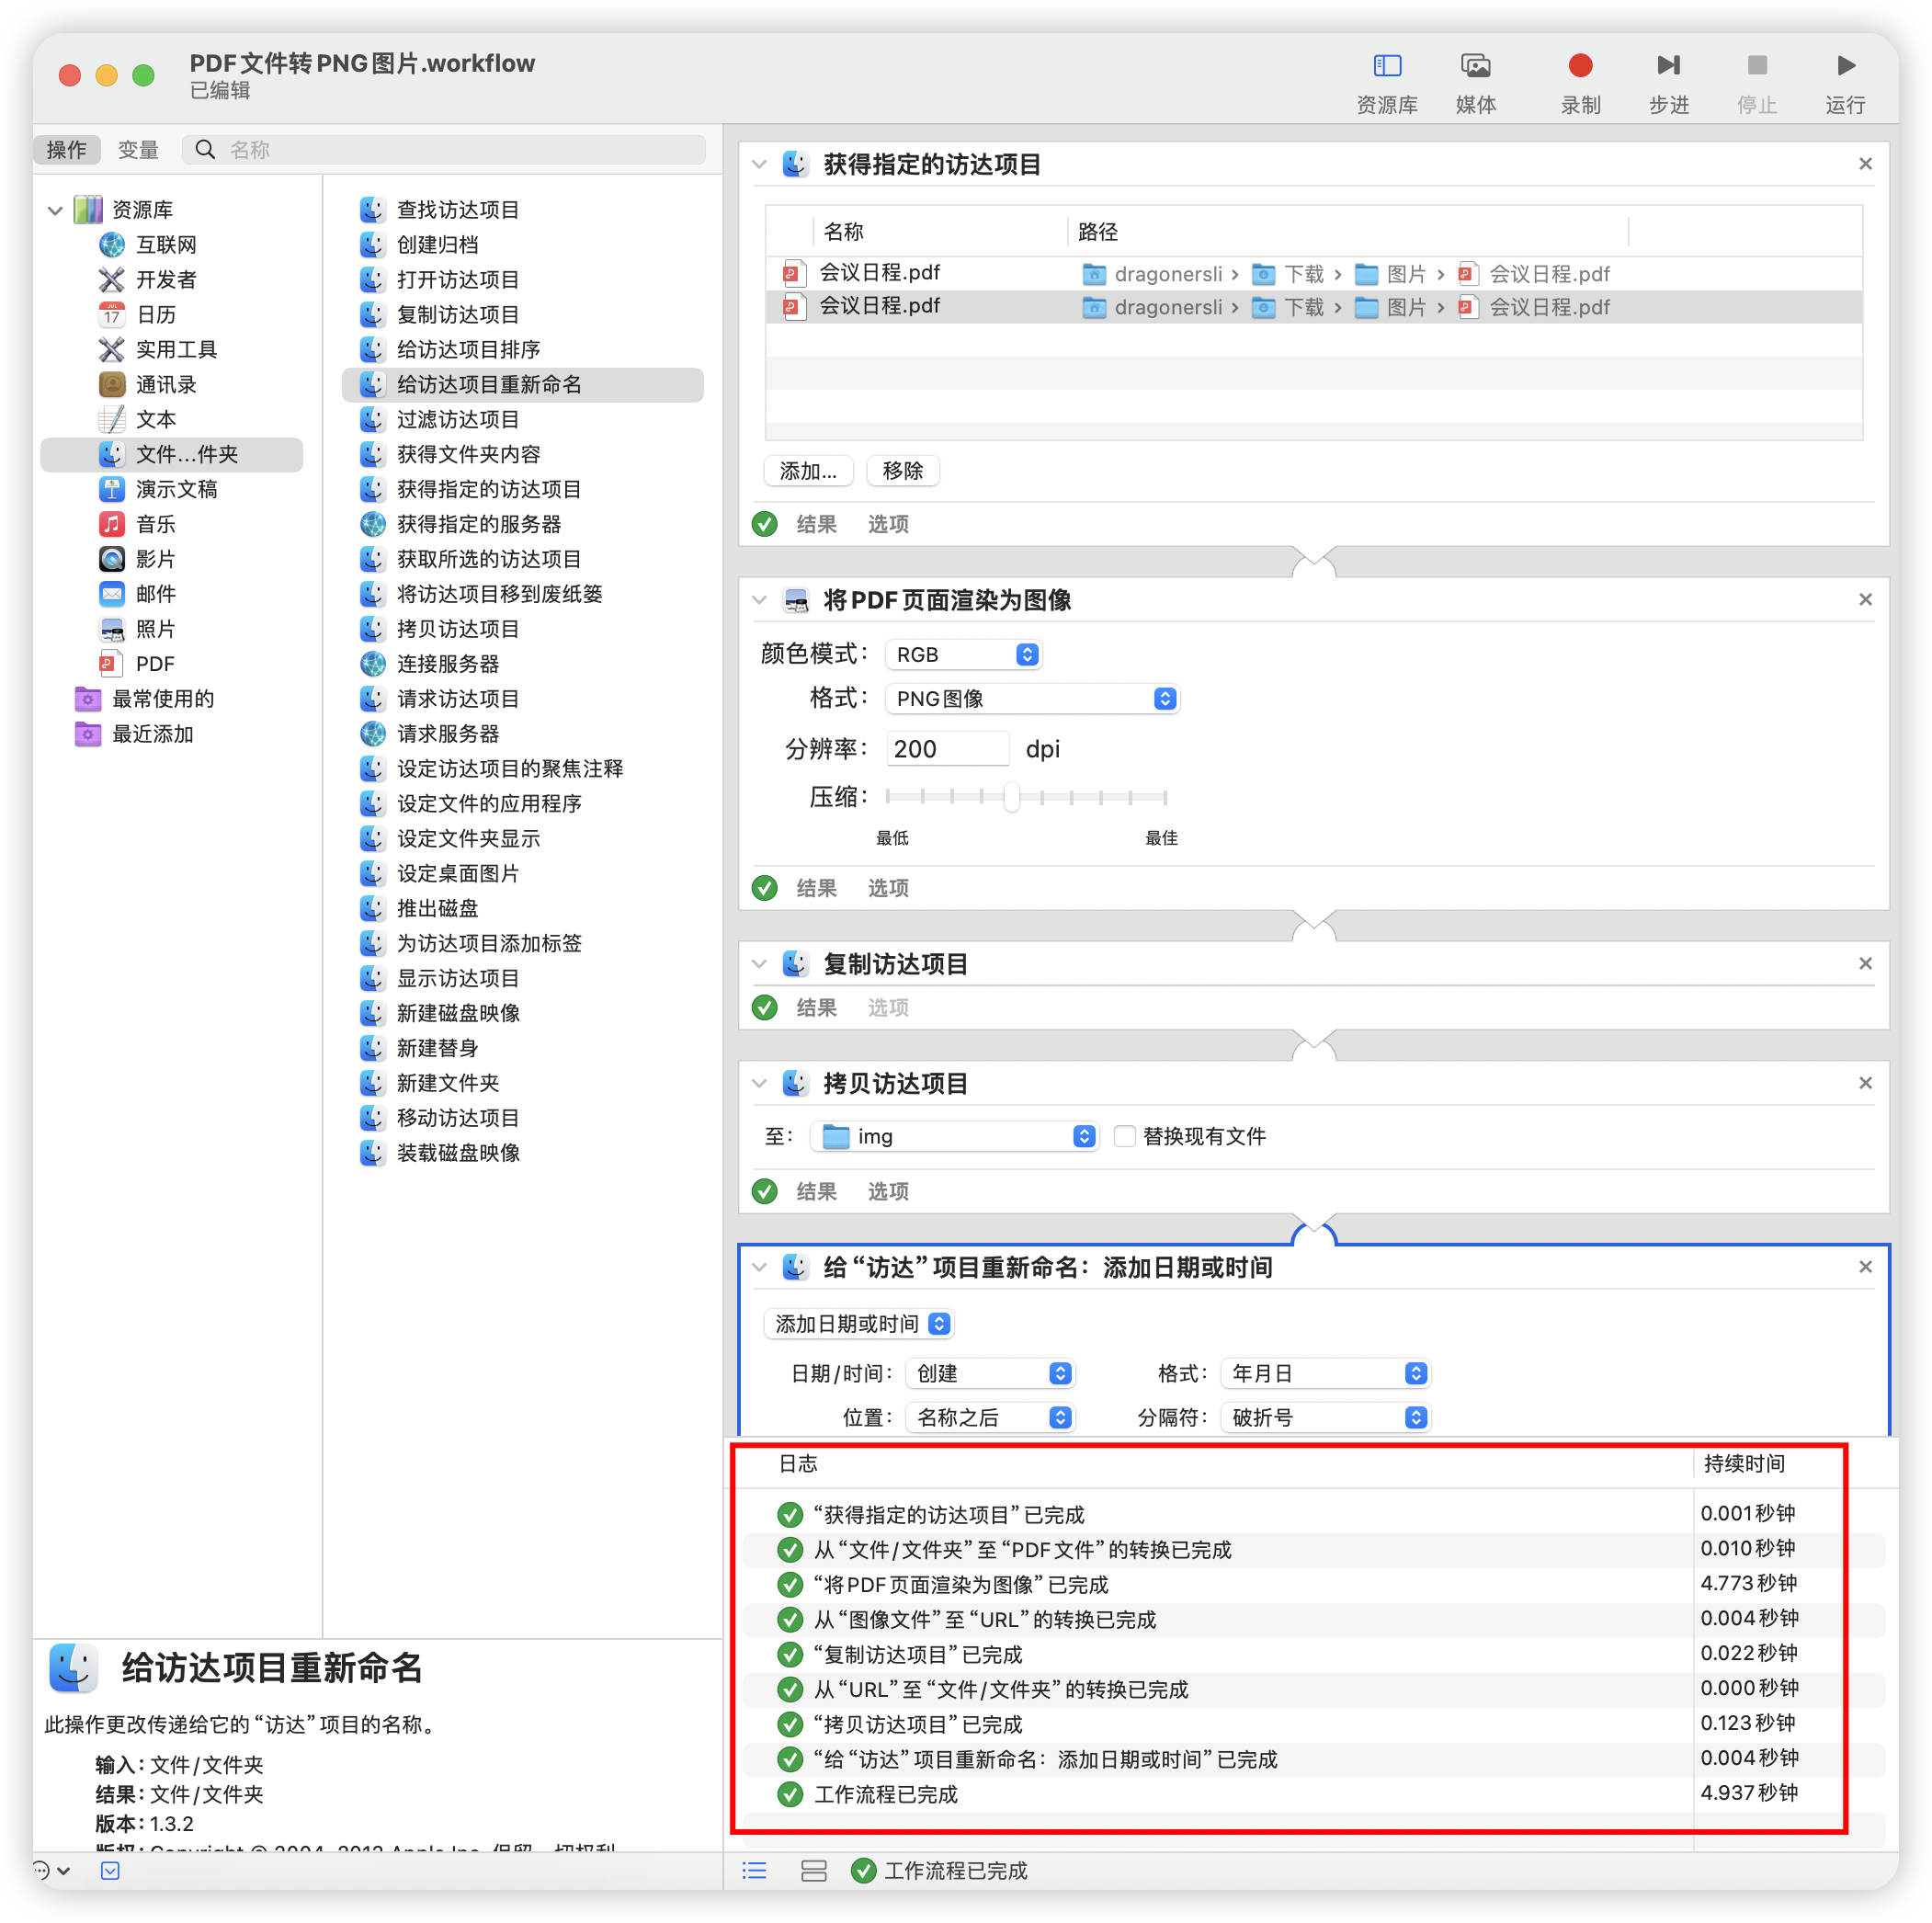 PDF文件转PNG图片.workflow
已编辑
资源库
媒体
录制
步进
停止
运行
操作
变量
名称
资源库
互联网
开发者
日历
实用工具
通讯录
文本
文件...件夹
演示文稿
音乐
影片
邮件
照片
PDF
最常使用的
最近添加
查找访达项目
创建归档
打开访达项目
复制访达项目
给访达项目排序
给访达项目重新命名
过滤访达项目
获得文件夹内容
获得指定的访达项目
获得指定的服务器
获取所选的访达项目
将访达项目移到废纸篓
拷贝访达项目
连接服务器
请求访达项目
请求服务器
设定访达项目的聚焦注释
设定文件的应用程序
设定文件夹显示
设定桌面图片
推出磁盘
为访达项目添加标签
显示访达项目
新建磁盘映像
新建替身
新建文件夹
移动访达项目
装载磁盘映像
给访达项目重新命名
此操作更改传递给它的“访达”项目的名称。
输入：文件/文件夹
结果：文件/文件夹
版本：1.3.2
获得指定的访达项目
名称 路径
会议日程.pdf dragonersli › 下载 › 图片 › 会议日程.pdf
会议日程.pdf dragonersli › 下载 › 图片 › 会议日程.pdf
添加... 移除
结果 选项
将PDF页面渲染为图像
颜色模式： RGB
格式： PNG图像
分辨率： 200 dpi
压缩：
最低 最佳
结果 选项
复制访达项目
结果 选项
拷贝访达项目
至： img 替换现有文件
结果 选项
给“访达”项目重新命名：添加日期或时间
添加日期或时间
日期/时间： 创建 格式： 年月日
位置： 名称之后 分隔符： 破折号
日志 持续时间
“获得指定的访达项目”已完成 0.001秒钟
从“文件/文件夹”至“PDF文件”的转换已完成 0.010秒钟
“将PDF页面渲染为图像”已完成 4.773秒钟
从“图像文件”至“URL”的转换已完成 0.004秒钟
“复制访达项目”已完成 0.022秒钟
从“URL”至“文件/文件夹”的转换已完成 0.000秒钟
“拷贝访达项目”已完成 0.123秒钟
“给“访达”项目重新命名：添加日期或时间”已完成 0.004秒钟
工作流程已完成 4.937秒钟
工作流程已完成